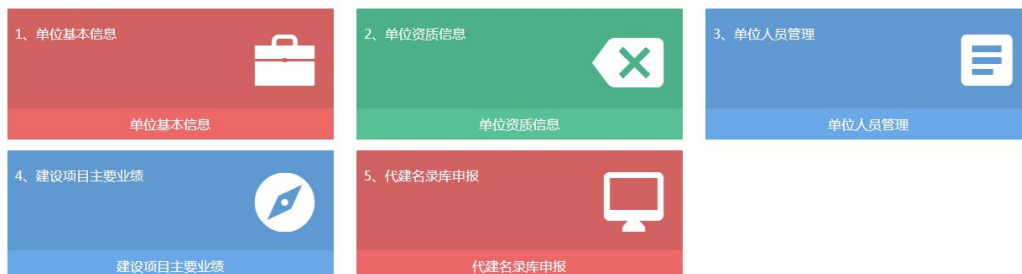 1、单位基本信息
单位基本信息
2、单位资质信息
单位资质信息
3、单位人员管理
单位人员管理
4、建设项目主要业绩
建设项目主要业绩
5、代建名录库申报
代建名录库申报